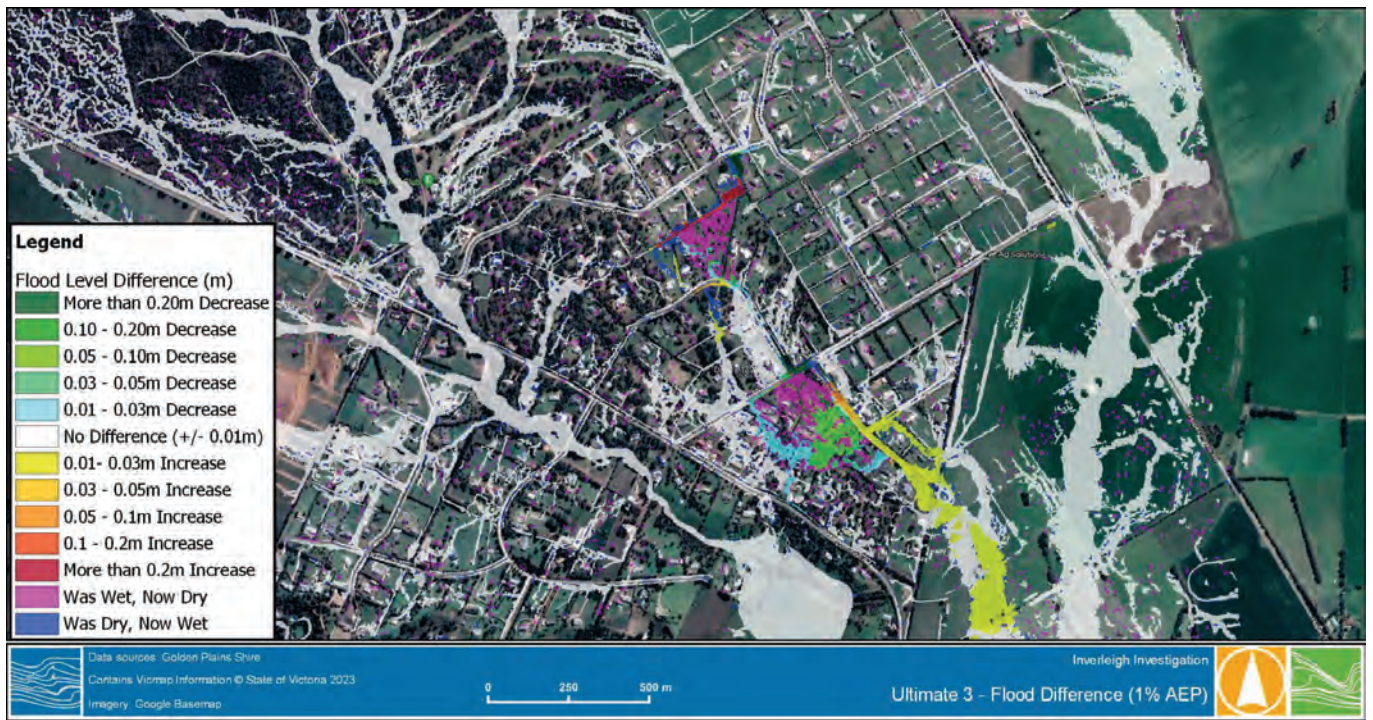 Ag Solutions
Legend
Flood Level Difference (m)
More than 0.20m Decrease
0.10 - 0.20m Decrease
0.05 - 0.10m Decrease
0.03 - 0.05m Decrease
0.01 - 0.03m Decrease
No Difference (+/- 0.01m)
0.01- 0.03m Increase
0.03 - 0.05m Increase
0.05 - 0.1m Increase
0.1 - 0.2m Increase
More than 0.2m Increase
Was Wet, Now Dry
Was Dry, Now Wet
Data sources: Golden Plains Shire
Contains Vicmap Information © State of Victoria 2023
Imagery: Google Basemap
0 250 500 m
Inverleigh Investigation
Ultimate 3 - Flood Difference (1% AEP)